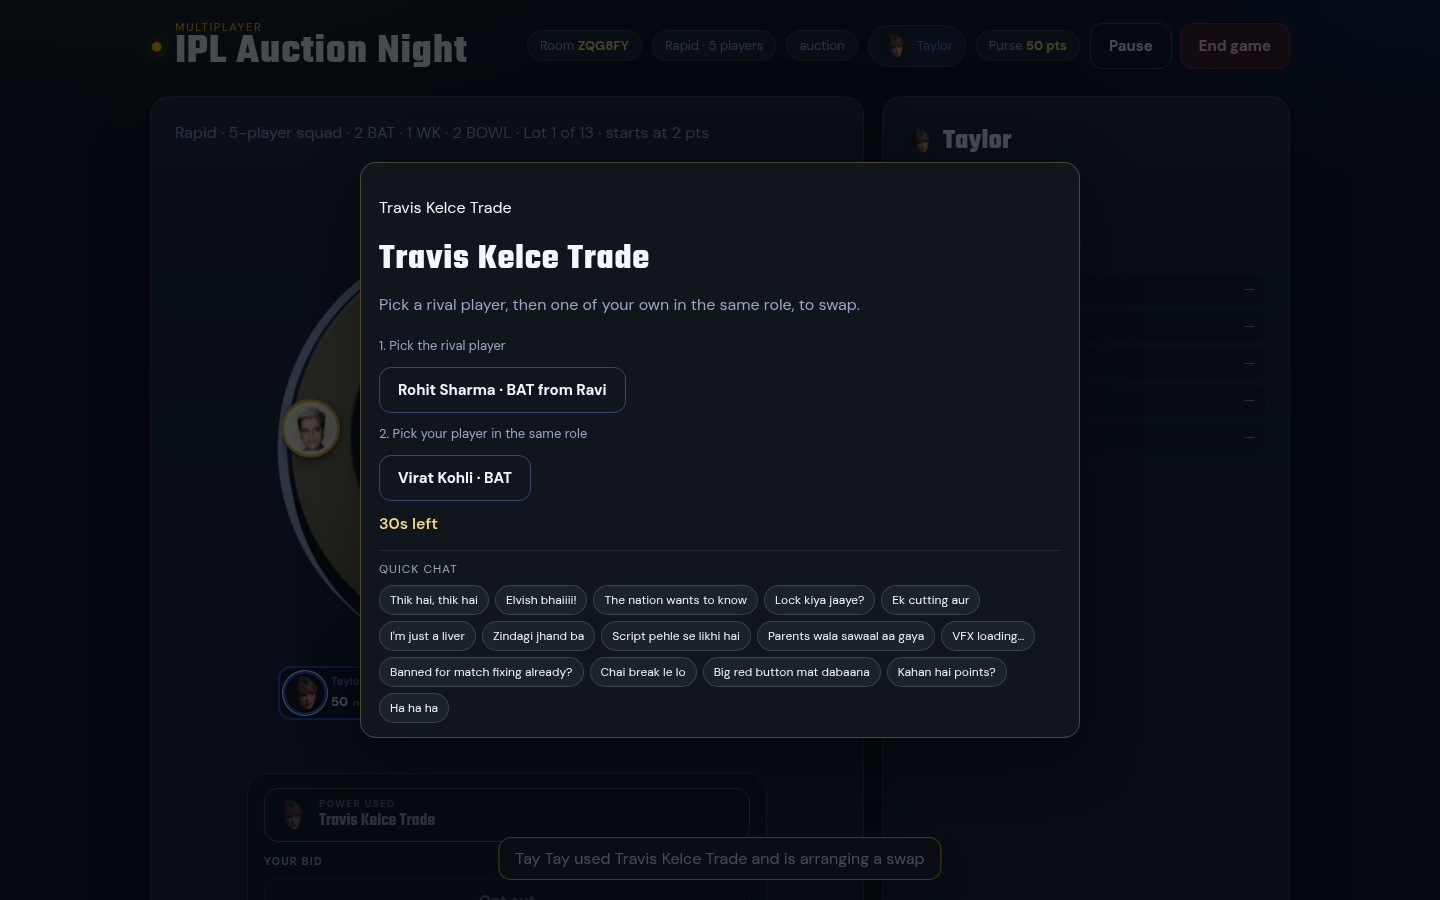 MULTIPLAYER
IPL Auction Night
Room ZQG8FY
Rapid · 5 players
auction
Taylor
Purse 50 pts
Pause
End game
Rapid · 5-player squad · 2 BAT · 1 WK · 2 BOWL · Lot 1 of 13 · starts at 2 pts
Taylor
Travis Kelce Trade
Travis Kelce Trade
Pick a rival player, then one of your own in the same role, to swap.
1. Pick the rival player
Rohit Sharma · BAT from Ravi
2. Pick your player in the same role
Virat Kohli · BAT
30s left
QUICK CHAT
Thik hai, thik hai
Elvish bhaiiii!
The nation wants to know
Lock kiya jaaye?
Ek cutting aur
I'm just a liver
Zindagi jhand ba
Script pehle se likhi hai
Parents wala sawaal aa gaya
VFX loading...
Banned for match fixing already?
Chai break le lo
Big red button mat dabaana
Kahan hai points?
Ha ha ha
Taylo
50
POWER USED
Travis Kelce Trade
Tay Tay used Travis Kelce Trade and is arranging a swap
YOUR BID
Opt out